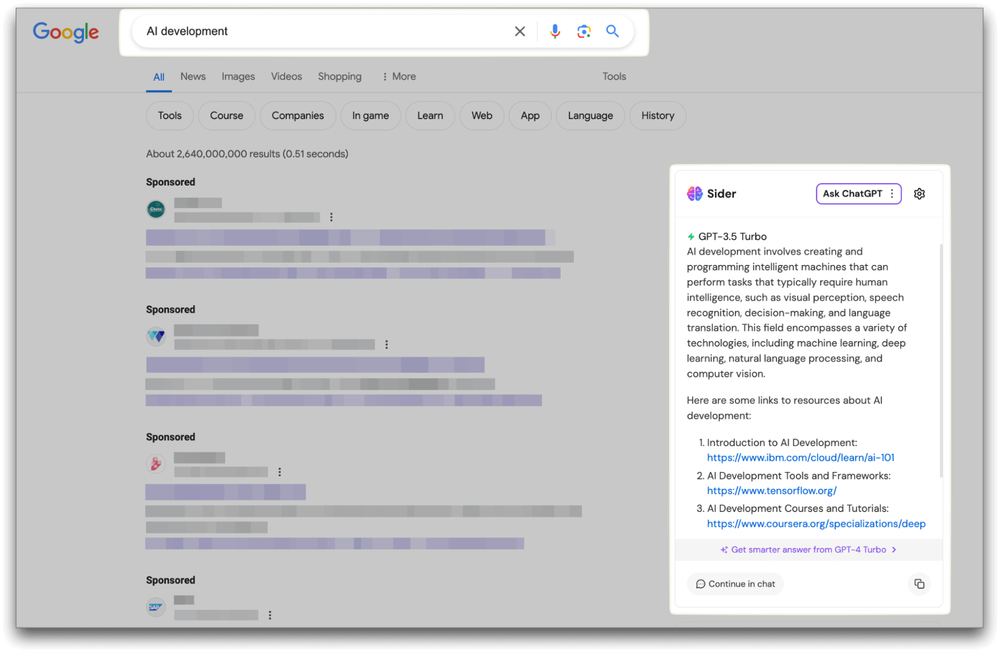 Google
AI development
All News Images Videos Shopping More Tools
Tools Course Companies In game Learn Web App Language History
About 2,640,000,000 results (0.51 seconds)
Sponsored
Sponsored
Sponsored
Sponsored
SAP
Sider
Ask ChatGPT
GPT-3.5 Turbo
AI development involves creating and
programming intelligent machines that can
perform tasks that typically require human
intelligence, such as visual perception, speech
recognition, decision-making, and language
translation. This field encompasses a variety of
technologies, including machine learning, deep
learning, natural language processing, and
computer vision.
Here are some links to resources about AI
development:
1. Introduction to AI Development:
https://www.ibm.com/cloud/learn/ai-101
2. AI Development Tools and Frameworks:
https://www.tensorflow.org/
3. AI Development Courses and Tutorials:
https://www.coursera.org/specializations/deep
Get smarter answer from GPT-4 Turbo
Continue in chat